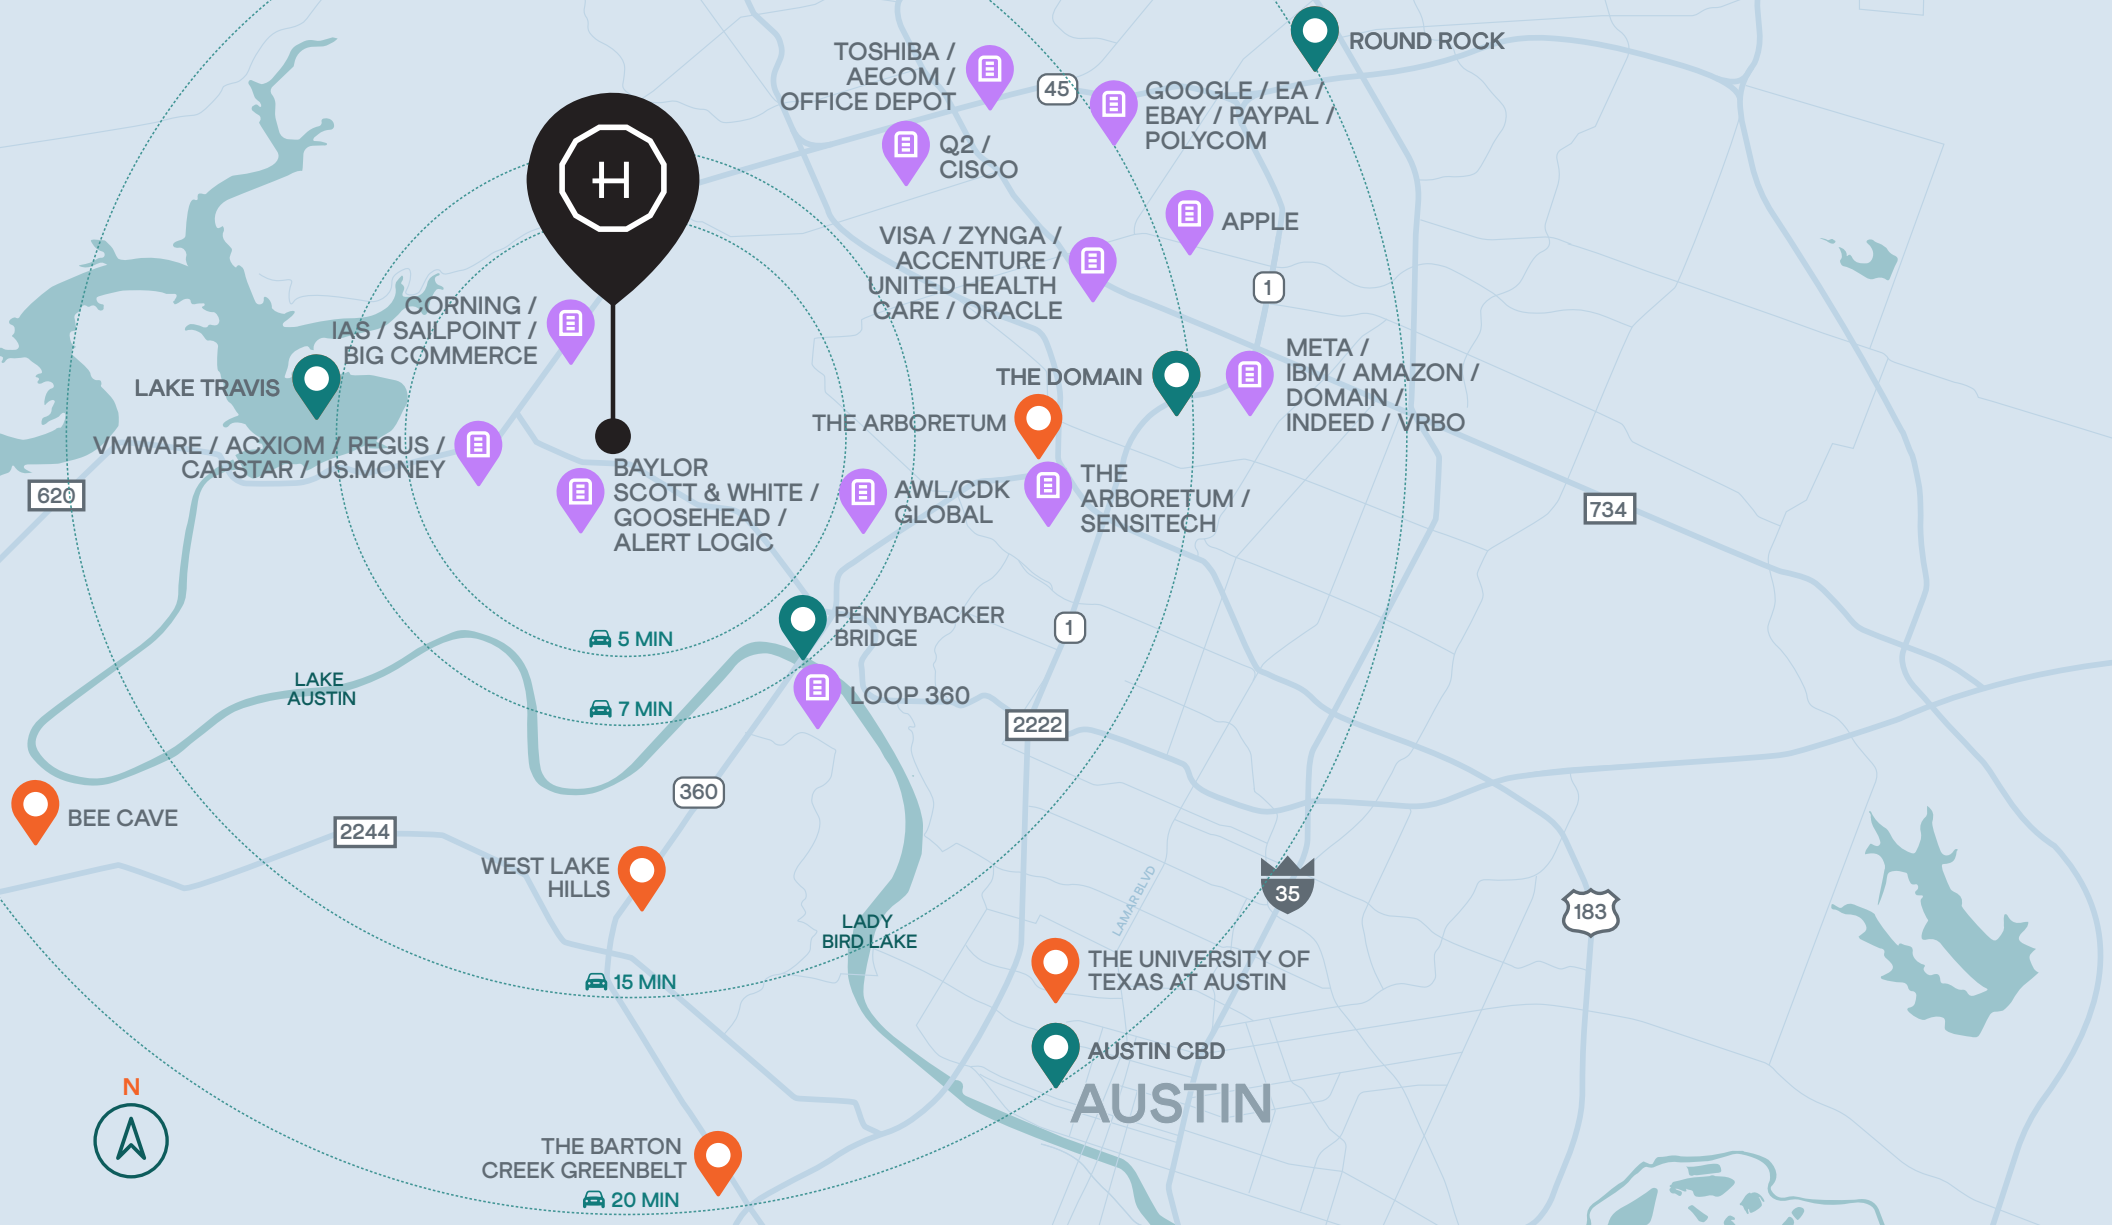 ROUND ROCK
TOSHIBA /
AECOM /
OFFICE DEPOT
45
GOOGLE / EA /
EBAY / PAYPAL /
POLYCOM
Q2 /
CISCO
H
APPLE
VISA / ZYNGA /
ACCENTURE /
UNITED HEALTH
CARE / ORACLE
1
CORNING /
IAS / SAILPOINT /
BIG COMMERCE
LAKE TRAVIS
THE DOMAIN
META /
IBM / AMAZON /
DOMAIN /
INDEED / VRBO
THE ARBORETUM
VMWARE / ACXIOM / REGUS /
CAPSTAR / US.MONEY
620
BAYLOR
SCOTT & WHITE /
GOOSEHEAD /
ALERT LOGIC
AWL/CDK
GLOBAL
THE
ARBORETUM /
SENSITECH
734
PENNYBACKER
BRIDGE
1
5 MIN
LAKE
AUSTIN
7 MIN
LOOP 360
2222
360
BEE CAVE
2244
WEST LAKE
HILLS
LAMAR BLVD
35
183
LADY
BIRD LAKE
THE UNIVERSITY OF
TEXAS AT AUSTIN
15 MIN
AUSTIN CBD
AUSTIN
N
THE BARTON
CREEK GREENBELT
20 MIN